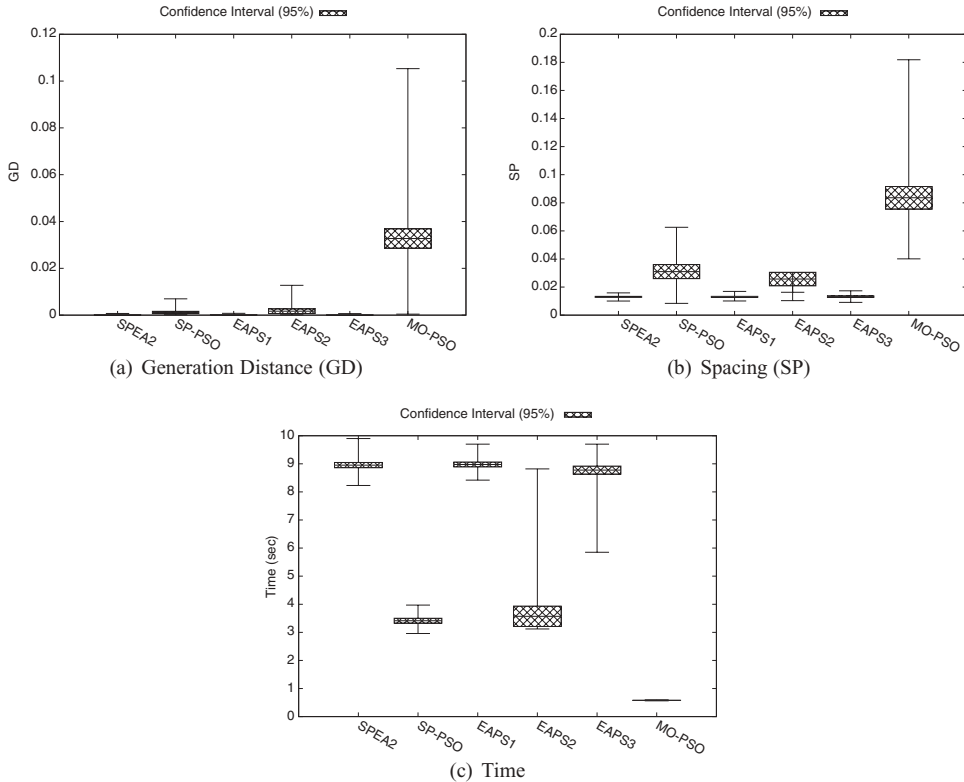 Confidence Interval (95%)
0.12
0.1
0.08
0.06
0.04
0.02
0
GD
SPEA2
SP-PSO
EAPS1
EAPS2
EAPS3
MO-PSO
(a) Generation Distance (GD)
Confidence Interval (95%)
0.2
0.18
0.16
0.14
0.12
0.1
0.08
0.06
0.04
0.02
0
SP
SPEA2
SP-PSO
EAPS1
EAPS2
EAPS3
MO-PSO
(b) Spacing (SP)
Confidence Interval (95%)
10
9
8
7
6
5
4
3
2
1
0
Time (sec)
SPEA2
SP-PSO
EAPS1
EAPS2
EAPS3
MO-PSO
(c) Time